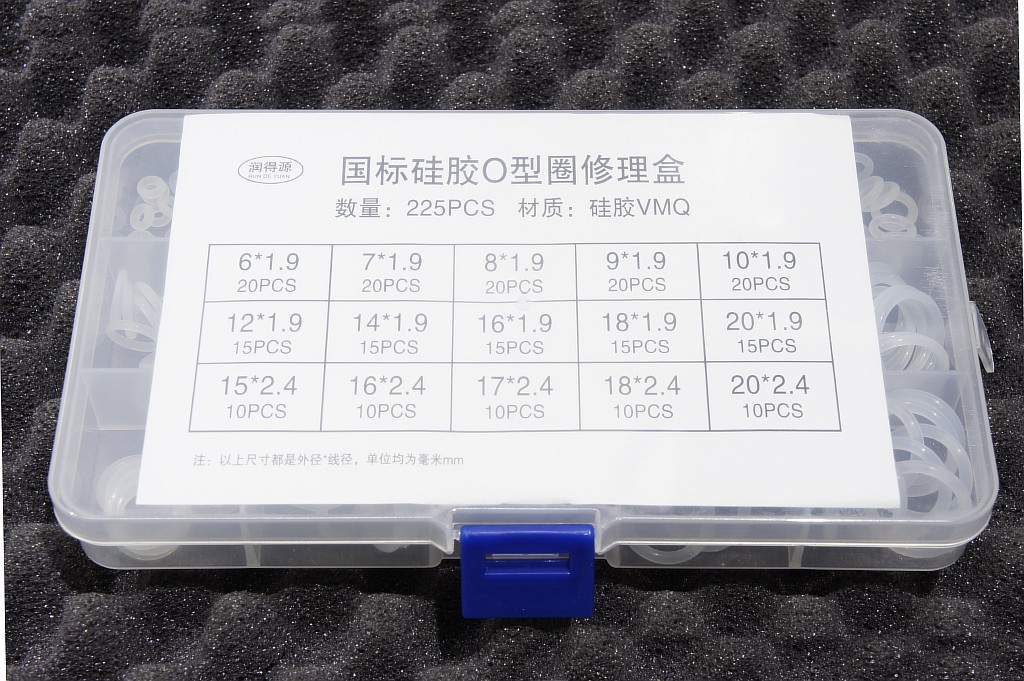 润得源
RUN DE YUAN
国标硅胶O型圈修理盒
数量：225PCS 材质：硅胶VMQ
6*1.9 7*1.9 8*1.9 9*1.9 10*1.9
20PCS 20PCS 20PCS 20PCS 20PCS
12*1.9 14*1.9 16*1.9 18*1.9 20*1.9
15PCS 15PCS 15PCS 15PCS 15PCS
15*2.4 16*2.4 17*2.4 18*2.4 20*2.4
10PCS 10PCS 10PCS 10PCS 10PCS
注：以上尺寸都是外径*线径，单位均为毫米mm